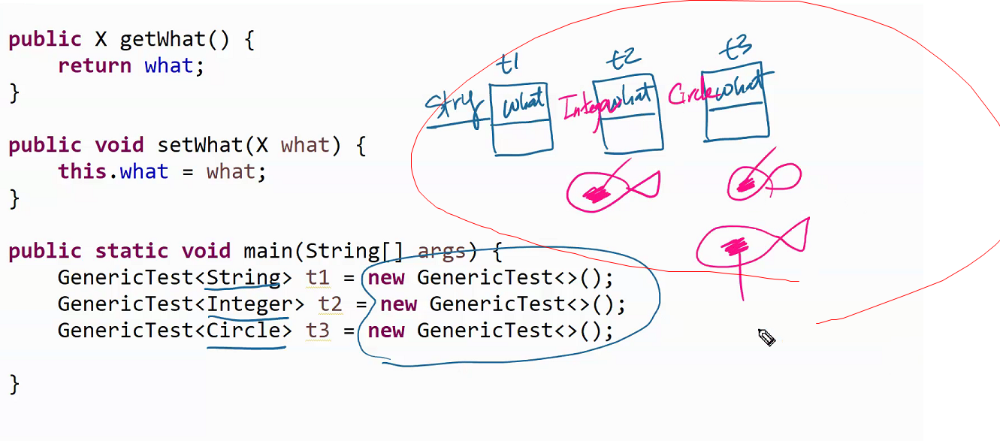 public X getWhat() {
    return what;
}
t1 t2 t3
String what Integer what Circle what
public void setWhat(X what) {
    this.what = what;
}
public static void main(String[] args) {
    GenericTest<String> t1 = new GenericTest<>();
    GenericTest<Integer> t2 = new GenericTest<>();
    GenericTest<Circle> t3 = new GenericTest<>();
}